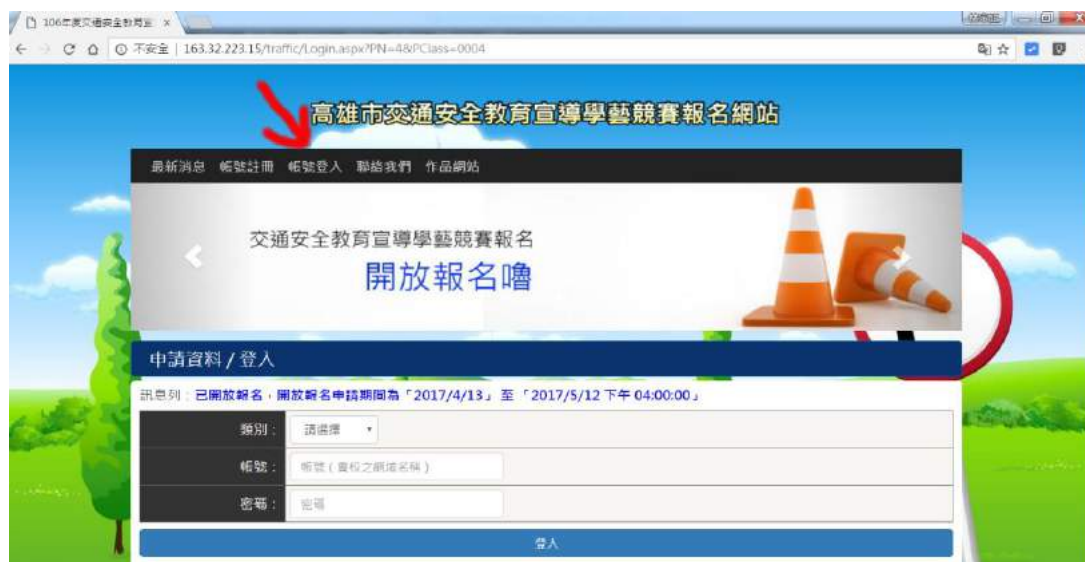 106年度交通安全教育宣
不安全 | 163.32.223.15/traffic/Login.aspx?PN=4&PClass=0004
高雄市交通安全教育宣導學藝競賽報名網站
最新消息 帳號註冊 帳號登入 聯絡我們 作品網站
交通安全教育宣導學藝競賽報名
開放報名嚕
申請資料 / 登入
訊息列：已開放報名，開放報名申請期間為「2017/4/13」 至 「2017/5/12 下午 04:00:00」
類別：
請選擇
帳號：
帳號(貴校之網域名稱)
密碼：
密碼
登入